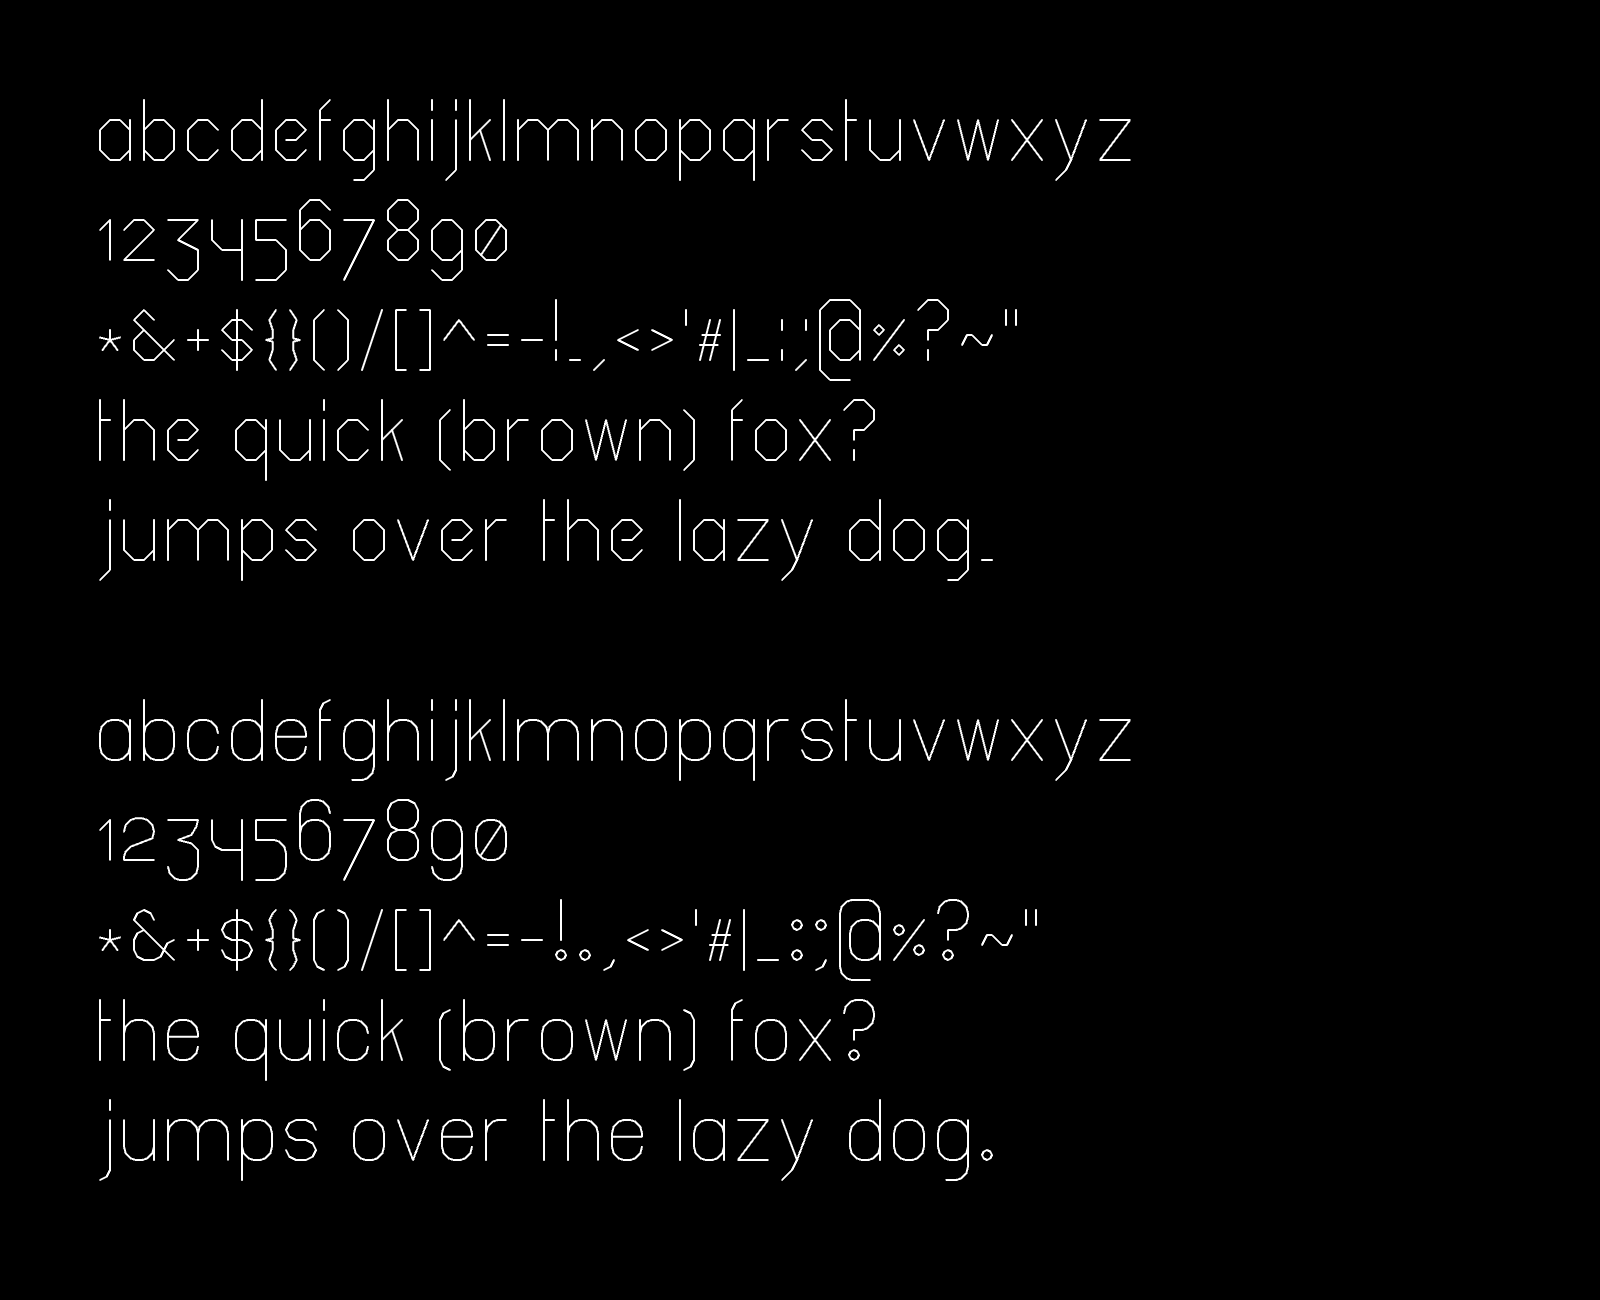 abcdefghijklmnopqrstuvwxyz
1234567890
*&+${}()/[]^=-!.,<>'#|_:;@%?~"
the quick (brown) fox?
jumps over the lazy dog.
abcdefghijklmnopqrstuvwxyz
1234567890
*&+${}()/[]^=-!.,<>'#|_:;@%?~"
the quick (brown) fox?
jumps over the lazy dog.